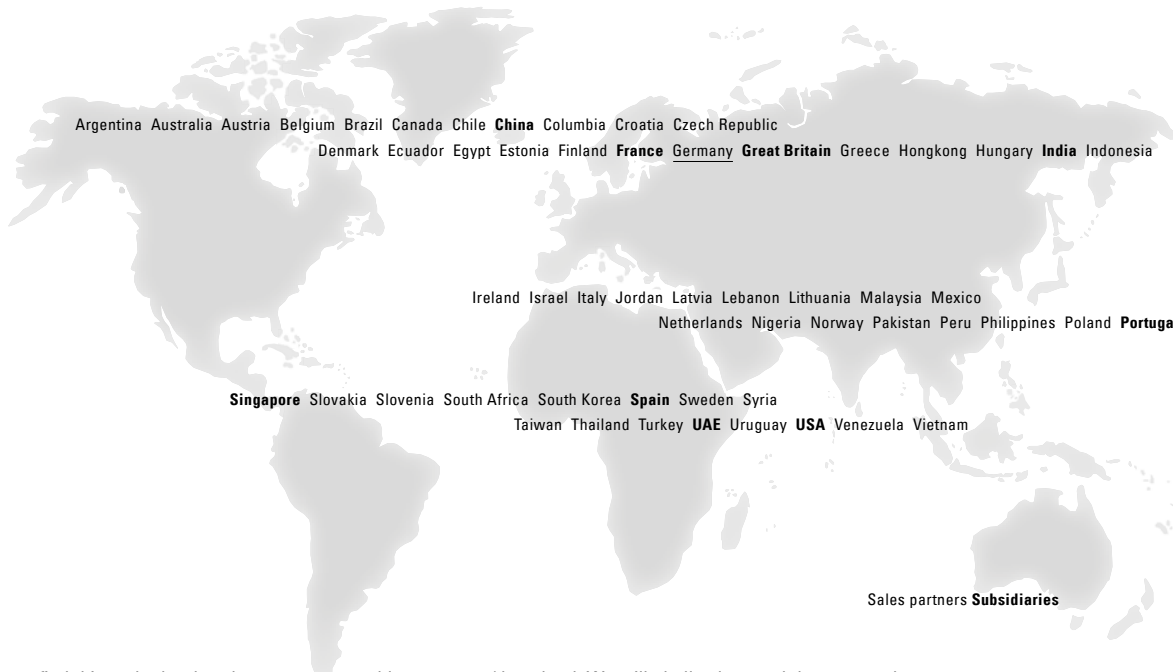 Argentina Australia Austria Belgium Brazil Canada Chile China Columbia Croatia Czech Republic
Denmark Ecuador Egypt Estonia Finland France Germany Great Britain Greece Hongkong Hungary India Indonesia
Ireland Israel Italy Jordan Latvia Lebanon Lithuania Malaysia Mexico
Netherlands Nigeria Norway Pakistan Peru Philippines Poland Portuga
Singapore Slovakia Slovenia South Africa South Korea Spain Sweden Syria
Taiwan Thailand Turkey UAE Uruguay USA Venezuela Vietnam
Sales partners Subsidiaries